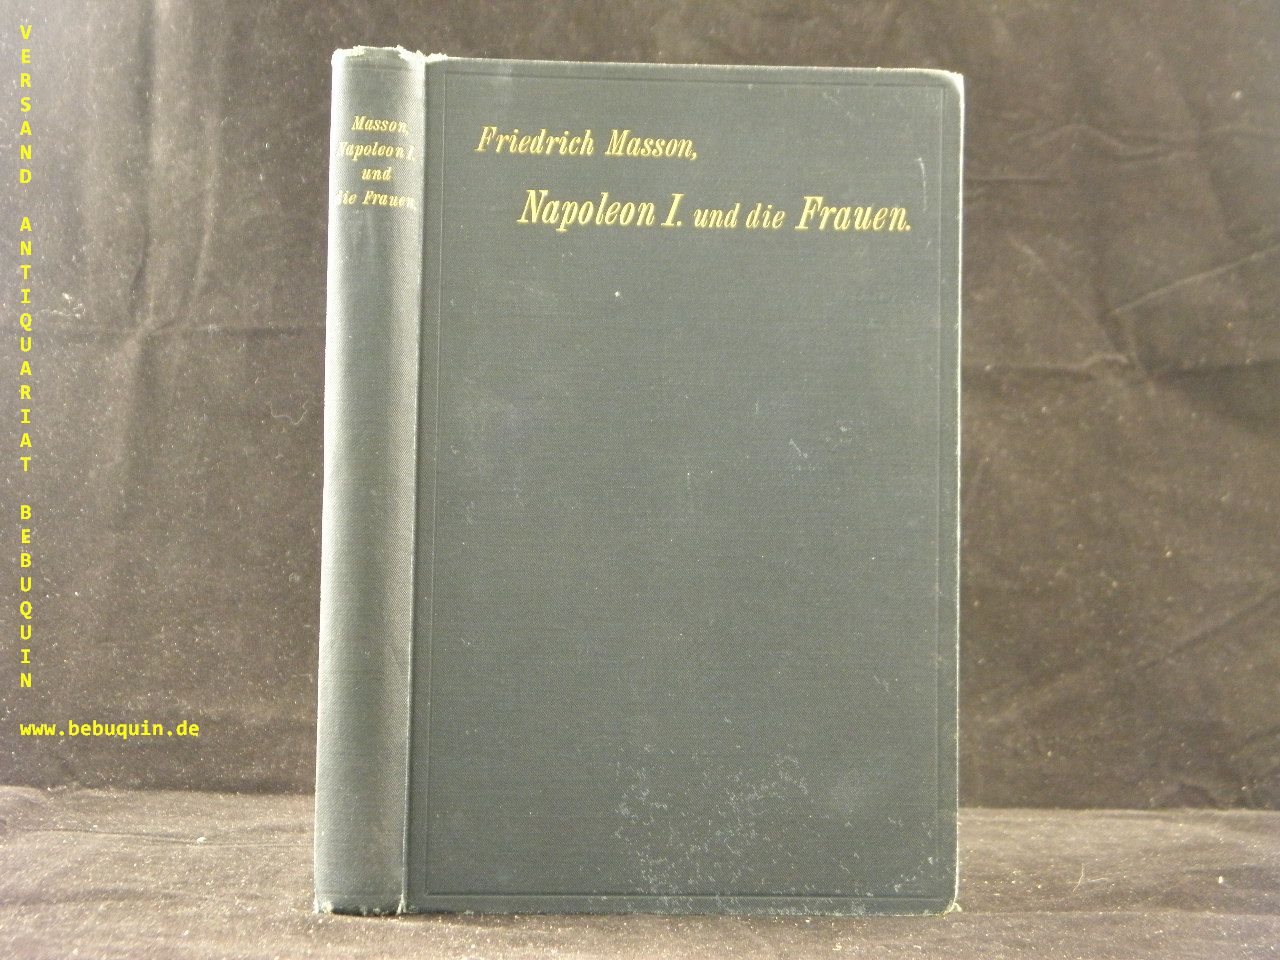 VERSAND ANTIQUARIAT BEBUQUIN
www.bebuquin.de
Masson,
Napoleon I.
und
die Frauen.
Friedrich Masson,
Napoleon I. und die Frauen.